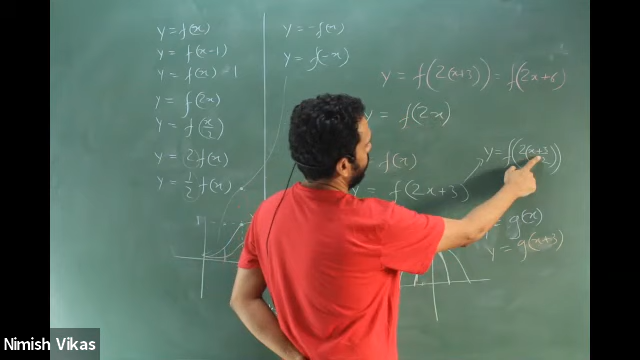 y = f(x)
y = f(x-1)
y = f(x) - 1
y = f(2x)
y = f(x/2)
y = 2f(x)
y = 1/2 f(x)
y = -f(x)
y = f(-x)
y = f(2(x+3)) = f(2x+6)
y = f(2-x)
f(x)
= f(2x+3)
y = f(2(x+3/2))
= g(x)
y = g(x+3)
Nimish Vikas